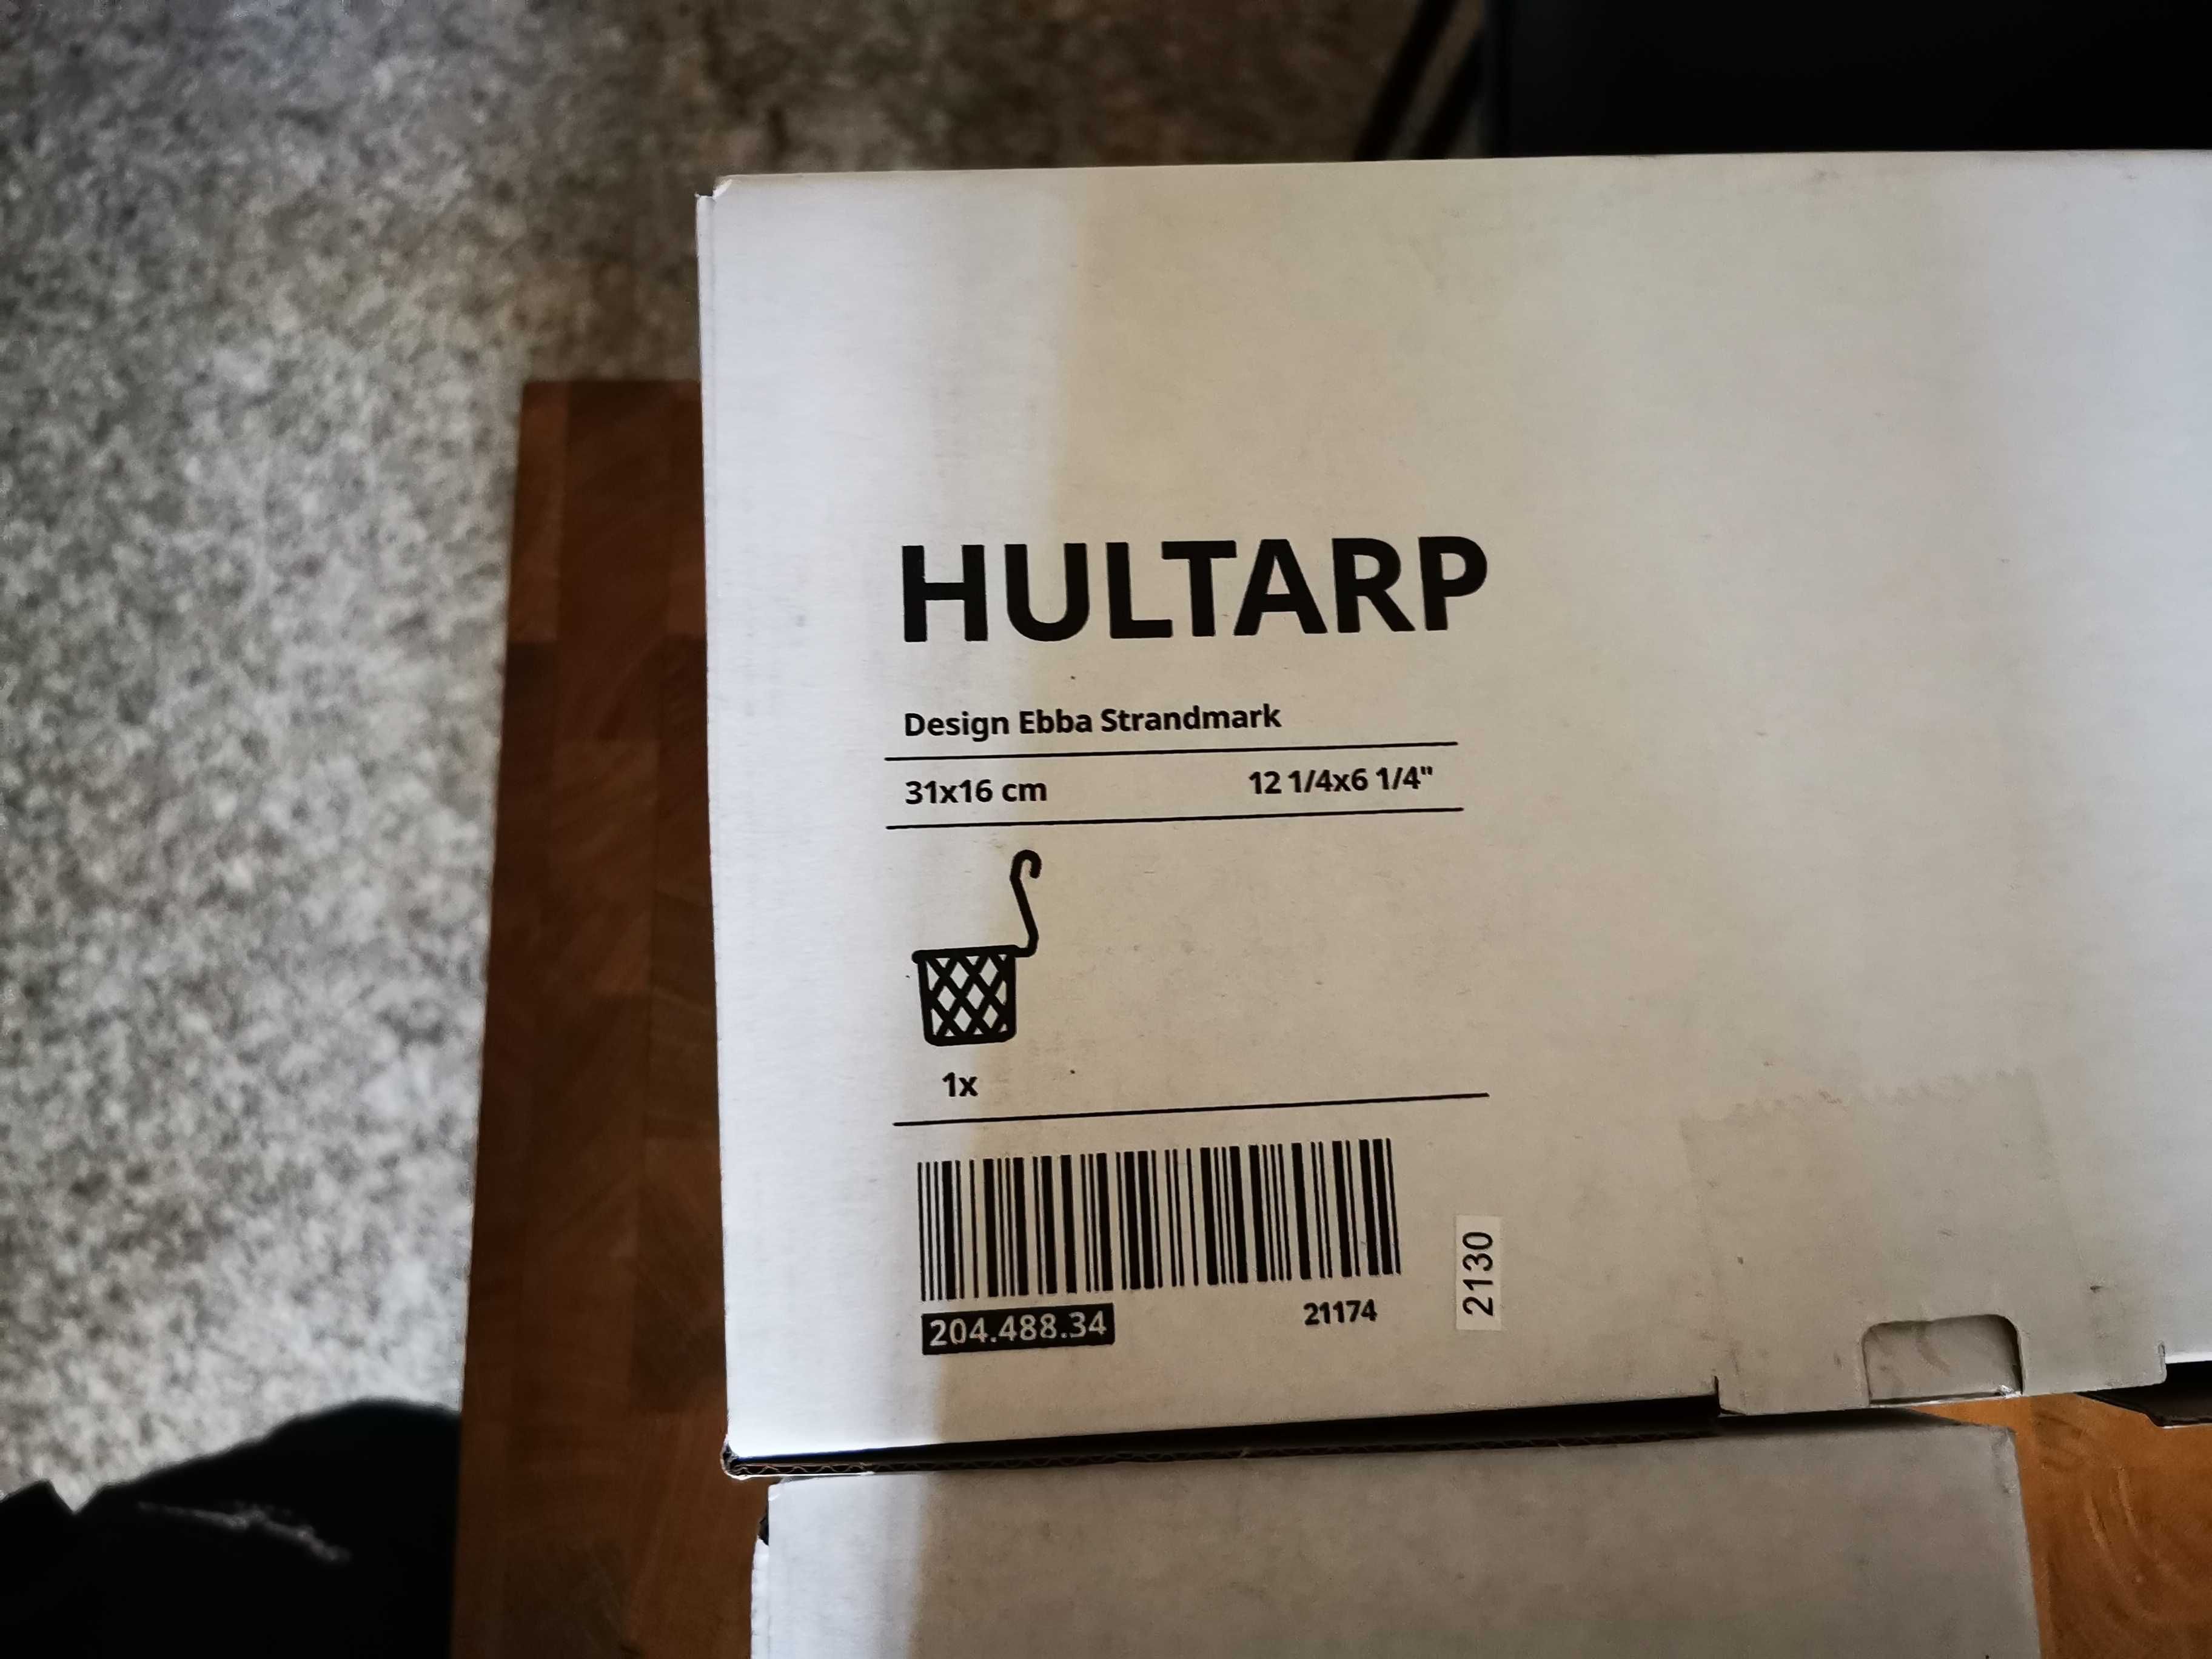 HULTARP
Design Ebba Strandmark
31x16 cm 12 1/4x6 1/4"
1x
204.488.34 21174
2130